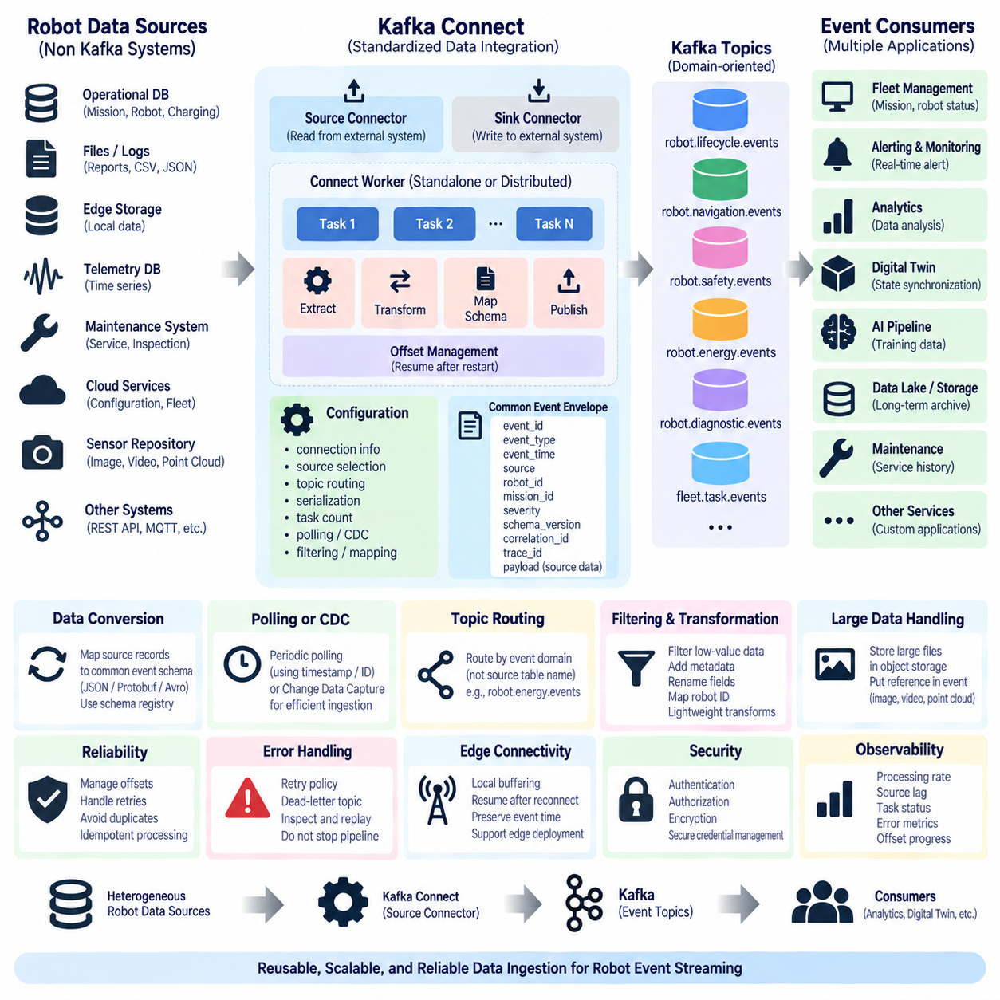 Robot Data Sources
(Non Kafka Systems)
Operational DB
(Mission, Robot, Charging)
Files / Logs
(Reports, CSV, JSON)
Edge Storage
(Local data)
Telemetry DB
(Time series)
Maintenance System
(Service, Inspection)
Cloud Services
(Configuration, Fleet)
Sensor Repository
(Image, Video, Point Cloud)
Other Systems
(REST API, MQTT, etc.)
Kafka Connect
(Standardized Data Integration)
Source Connector
(Read from external system)
Sink Connector
(Write to external system)
Connect Worker (Standalone or Distributed)
Task 1
Task 2
...
Task N
Extract
Transform
Map
Schema
Publish
Offset Management
(Resume after restart)
Configuration
• connection info
• source selection
• topic routing
• serialization
• task count
• polling / CDC
• filtering / mapping
Common Event Envelope
event_id
event_type
event_time
source
robot_id
mission_id
severity
schema_version
correlation_id
trace_id
payload (source data)
Kafka Topics
(Domain-oriented)
robot.lifecycle.events
robot.navigation.events
robot.safety.events
robot.energy.events
robot.diagnostic.events
fleet.task.events
...
Event Consumers
(Multiple Applications)
Fleet Management
(Mission, robot status)
Alerting & Monitoring
(Real-time alert)
Analytics
(Data analysis)
Digital Twin
(State synchronization)
AI Pipeline
(Training data)
Data Lake / Storage
(Long-term archive)
Maintenance
(Service history)
Other Services
(Custom applications)
Data Conversion
Map source records
to common event schema
(JSON / Protobuf / Avro)
Use schema registry
Polling or CDC
Periodic polling
(using timestamp / ID)
or Change Data Capture
for efficient ingestion
Topic Routing
Route by event domain
(not source table name)
e.g., robot.energy.events
Filtering & Transformation
Filter low-value data
Add metadata
Rename fields
Map robot ID
Lightweight transforms
Large Data Handling
Store large files
in object storage
Put reference in event
(image, video, point cloud)
Reliability
Manage offsets
Handle retries
Avoid duplicates
Idempotent processing
Error Handling
Retry policy
Dead-letter topic
Inspect and replay
Do not stop pipeline
Edge Connectivity
Local buffering
Resume after reconnect
Preserve event time
Support edge deployment
Security
Authentication
Authorization
Encryption
Secure credential management
Observability
Processing rate
Source lag
Task status
Error metrics
Offset progress
Heterogeneous
Robot Data Sources
Kafka Connect
(Source Connector)
Kafka
(Event Topics)
Consumers
(Analytics, Digital Twin, etc.)
Reusable, Scalable, and Reliable Data Ingestion for Robot Event Streaming